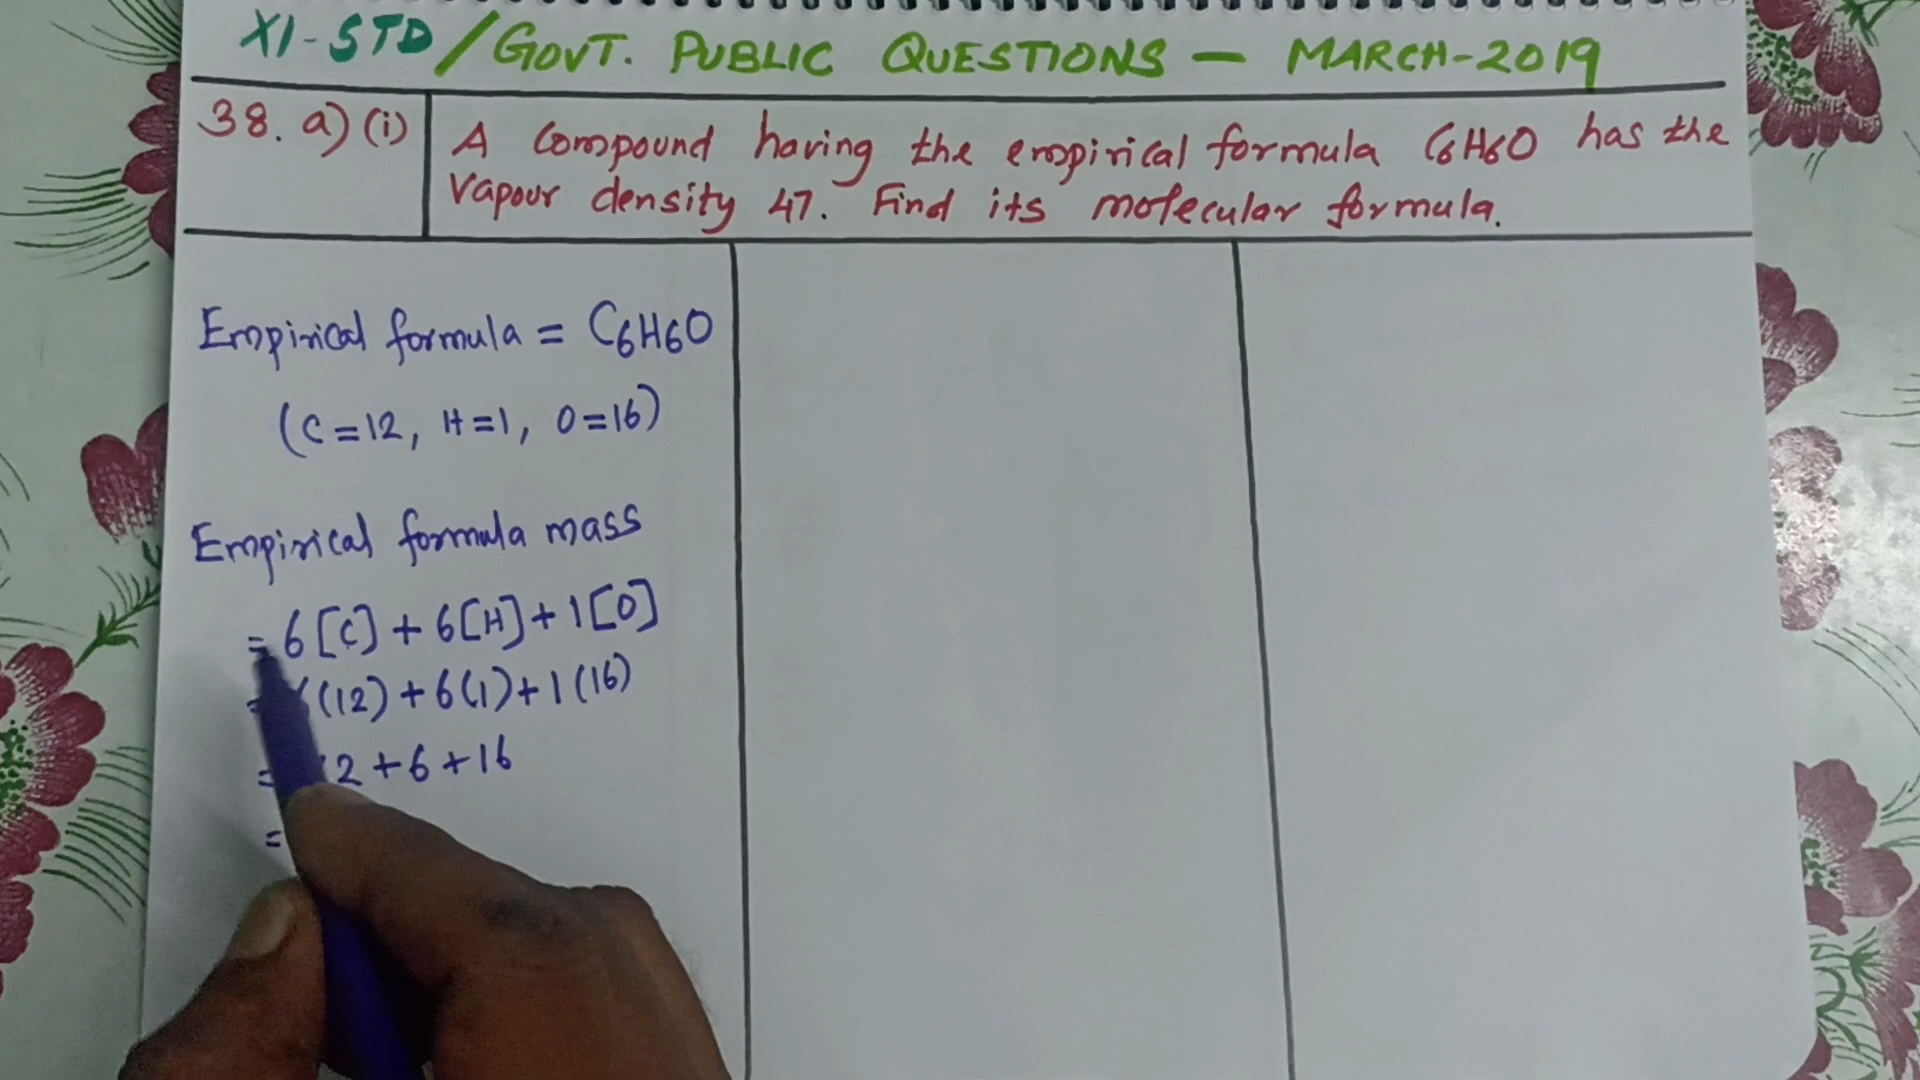 XI-STD/GOVT. PUBLIC QUESTIONS — MARCH-2019
38. a) (i) A compound having the empirical formula C6H6O has the
vapour density 47. Find its molecular formula.
Empirical formula = C6H6O
(C=12, H=1, O=16)
Empirical formula mass
= 6[C] + 6[H] + 1[O]
= (12) + 6(1) + 1(16)
= 2 + 6 + 16
=